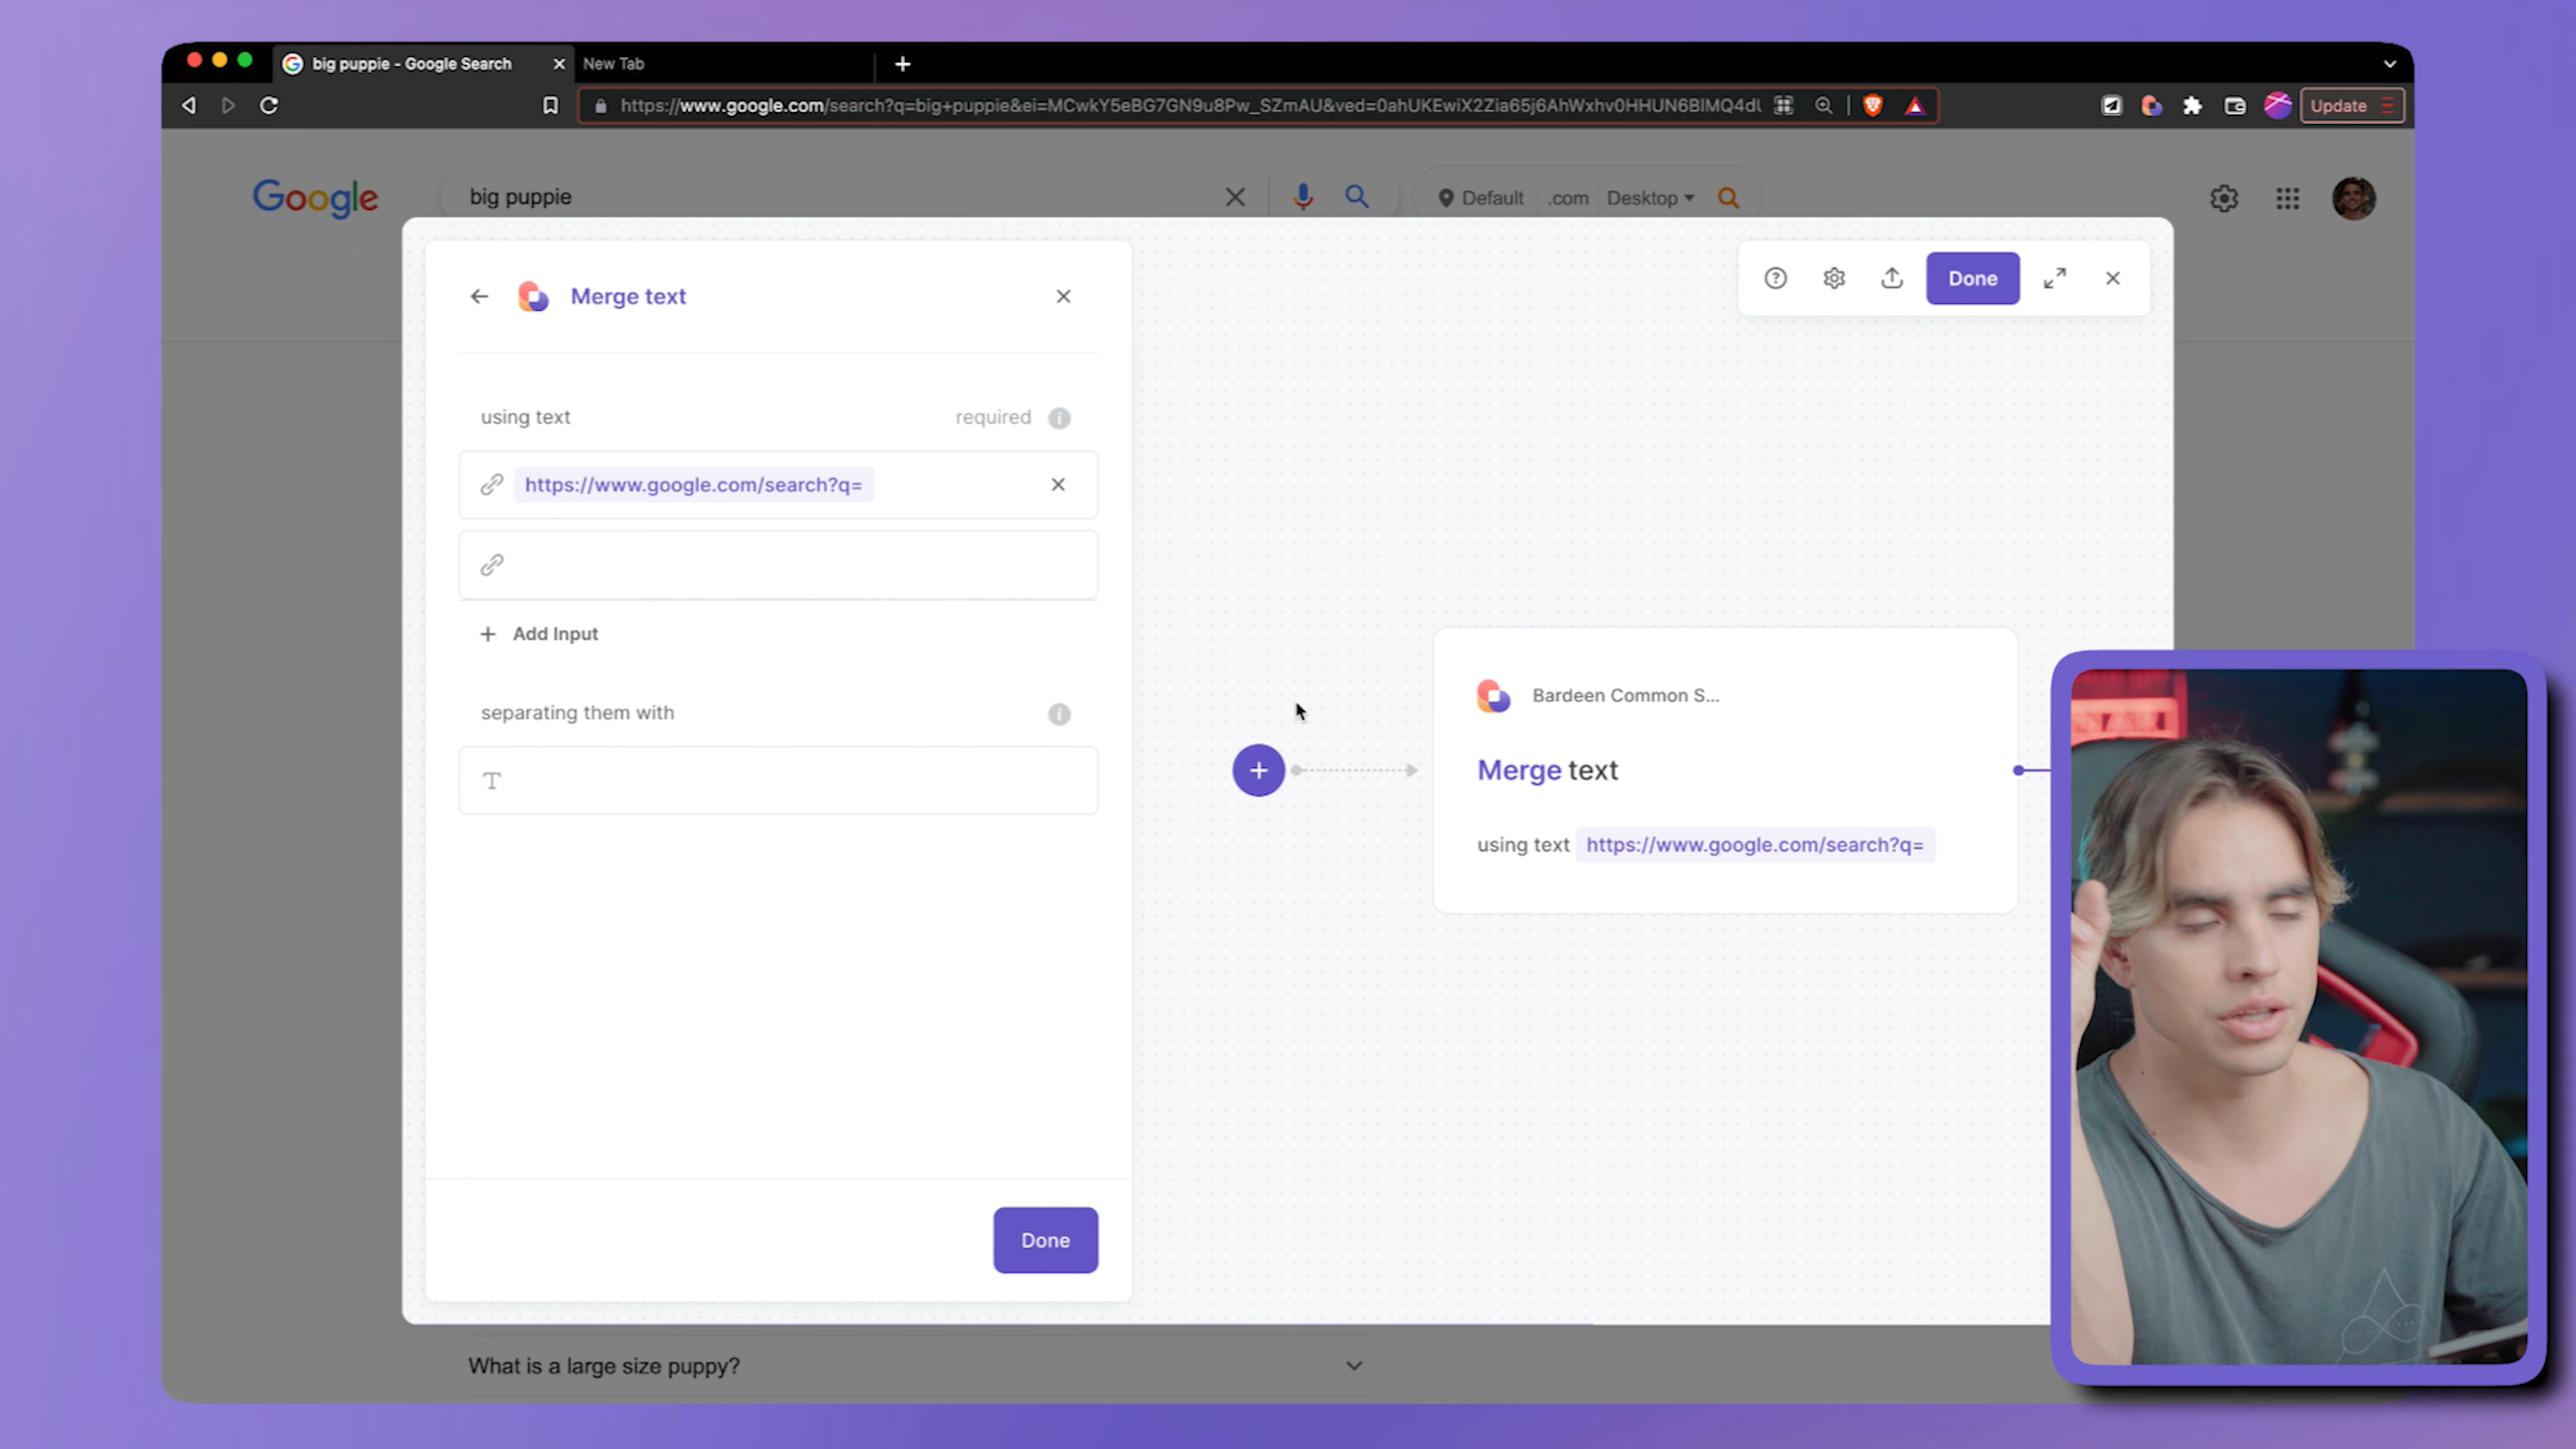 big puppie - Google Search
New Tab
https://www.google.com/search?q=big+puppie&ei=MCwkY5eBG7GN9u8Pw_SZmAU&ved=0ahUKEwiX2Zia65j6AhWxhv0HHUN6BIMQ4dU
Update
Google
big puppie
Default
.com
Desktop
Merge text
Done
using text
required
https://www.google.com/search?q=
Add Input
separating them with
T
Bardeen Common S...
Merge text
using text https://www.google.com/search?q=
Done
What is a large size puppy?